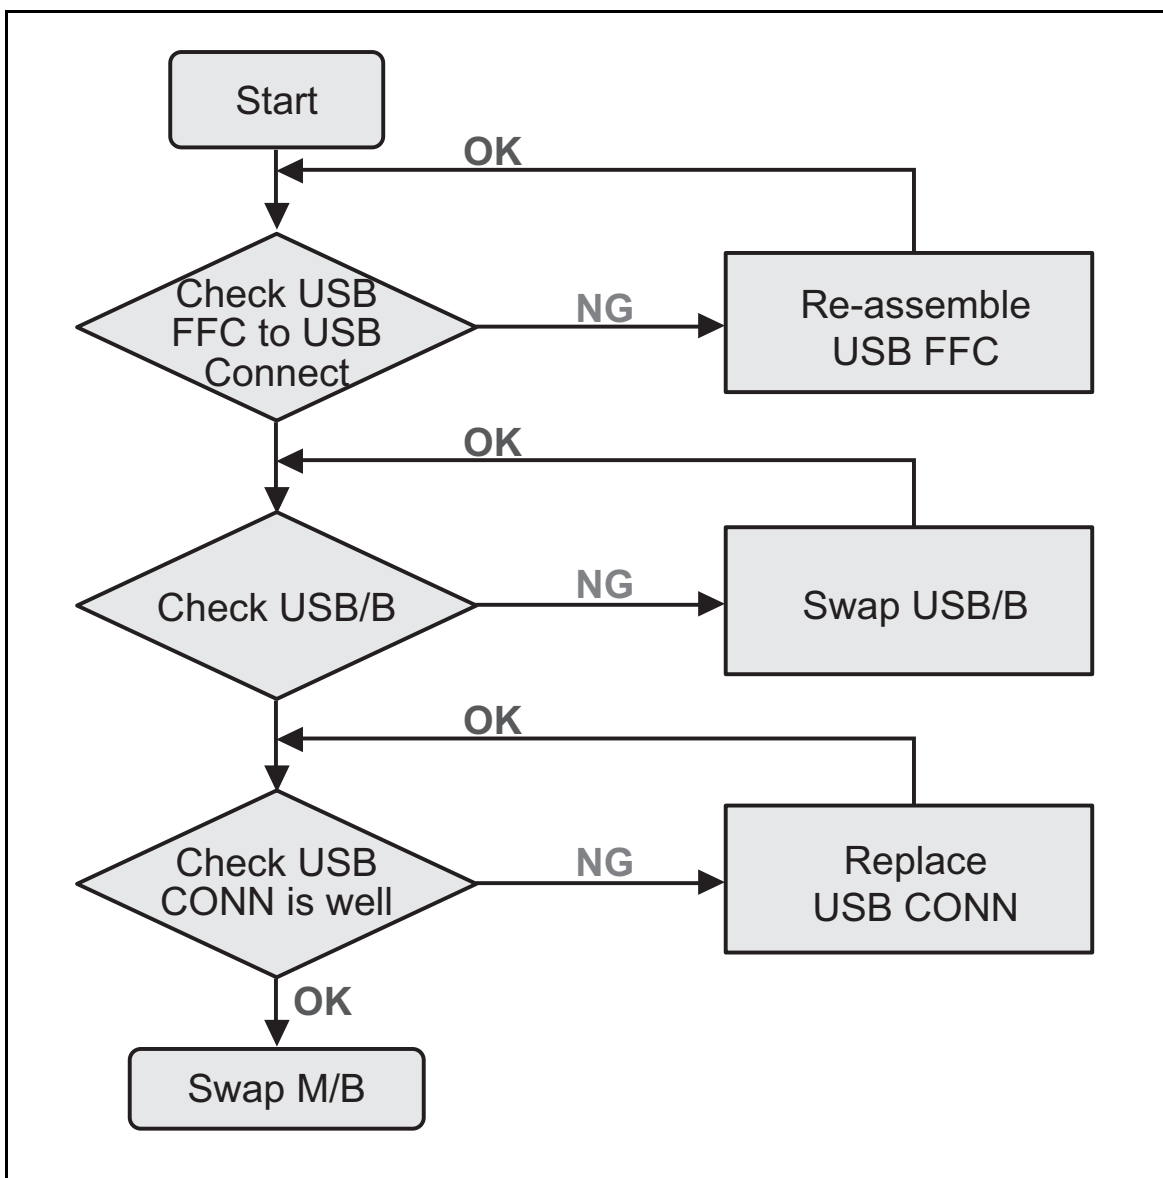 Start
OK
Check USB
FFC to USB
Connect
NG
Re-assemble
USB FFC
OK
Check USB/B
NG
Swap USB/B
OK
Check USB
CONN is well
NG
Replace
USB CONN
OK
Swap M/B